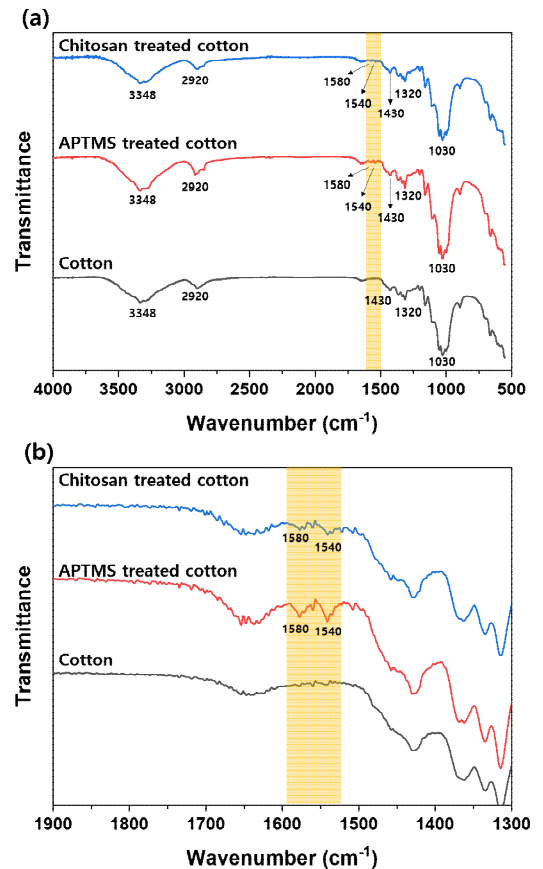 (a)
Chitosan treated cotton
3348
2920
1580
1540
1430
1320
1030
APTMS treated cotton
3348
2920
1580
1540
1430
1320
1030
Cotton
3348
2920
1430
1320
1030
Transmittance
4000 3500 3000 2500 2000 1500 1000 500
Wavenumber (cm⁻¹)
(b)
Chitosan treated cotton
1580
1540
APTMS treated cotton
1580
1540
Cotton
Transmittance
1900 1800 1700 1600 1500 1400 1300
Wavenumber (cm⁻¹)